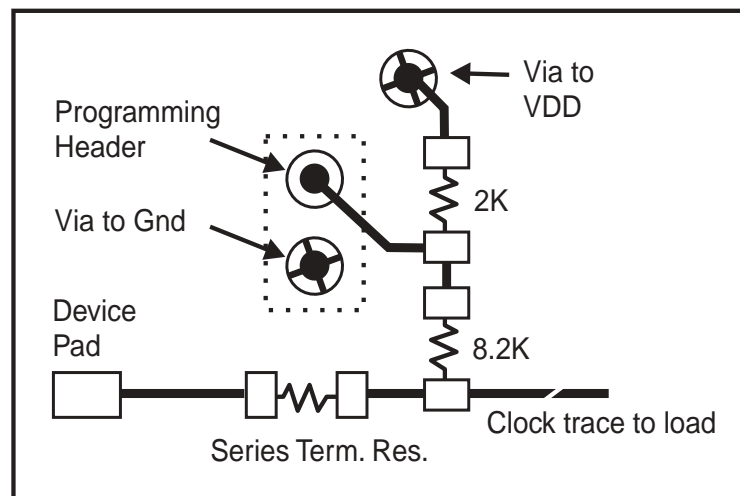 Via to
VDD
Programming
Header
2K
Via to Gnd
Device
Pad
8.2K
Clock trace to load
Series Term. Res.